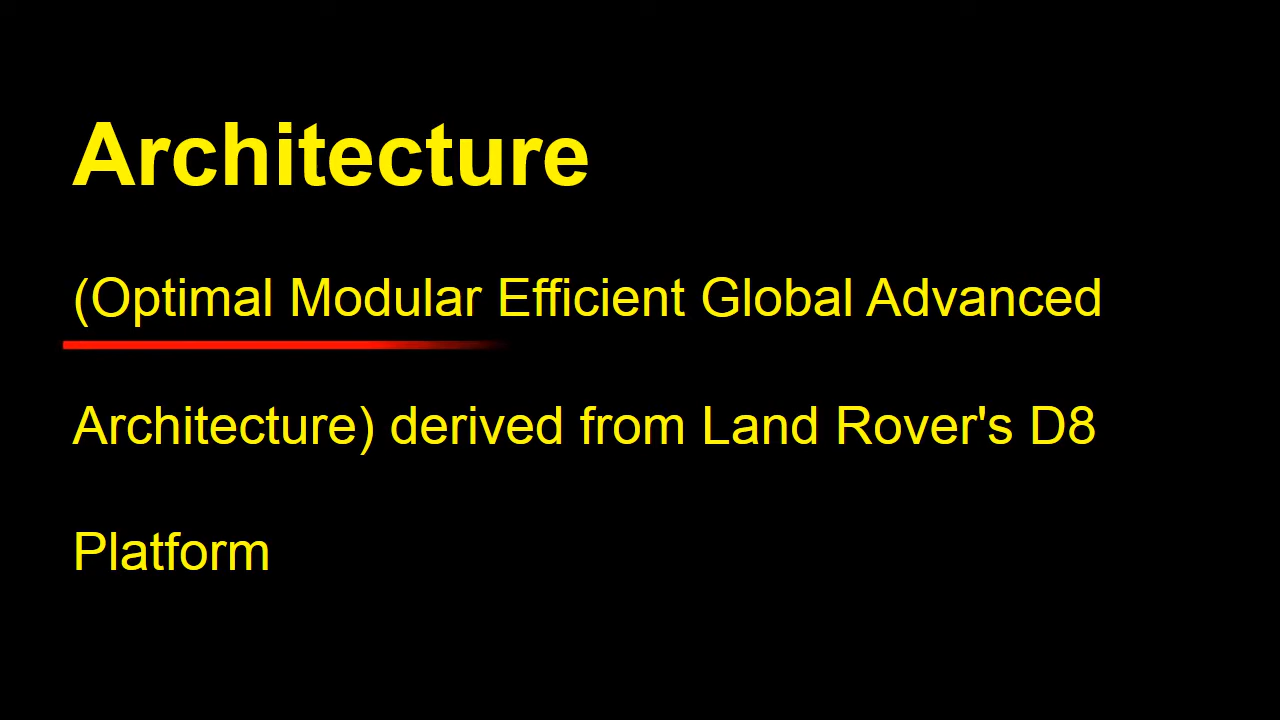 Architecture
(Optimal Modular Efficient Global Advanced
Architecture) derived from Land Rover's D8
Platform